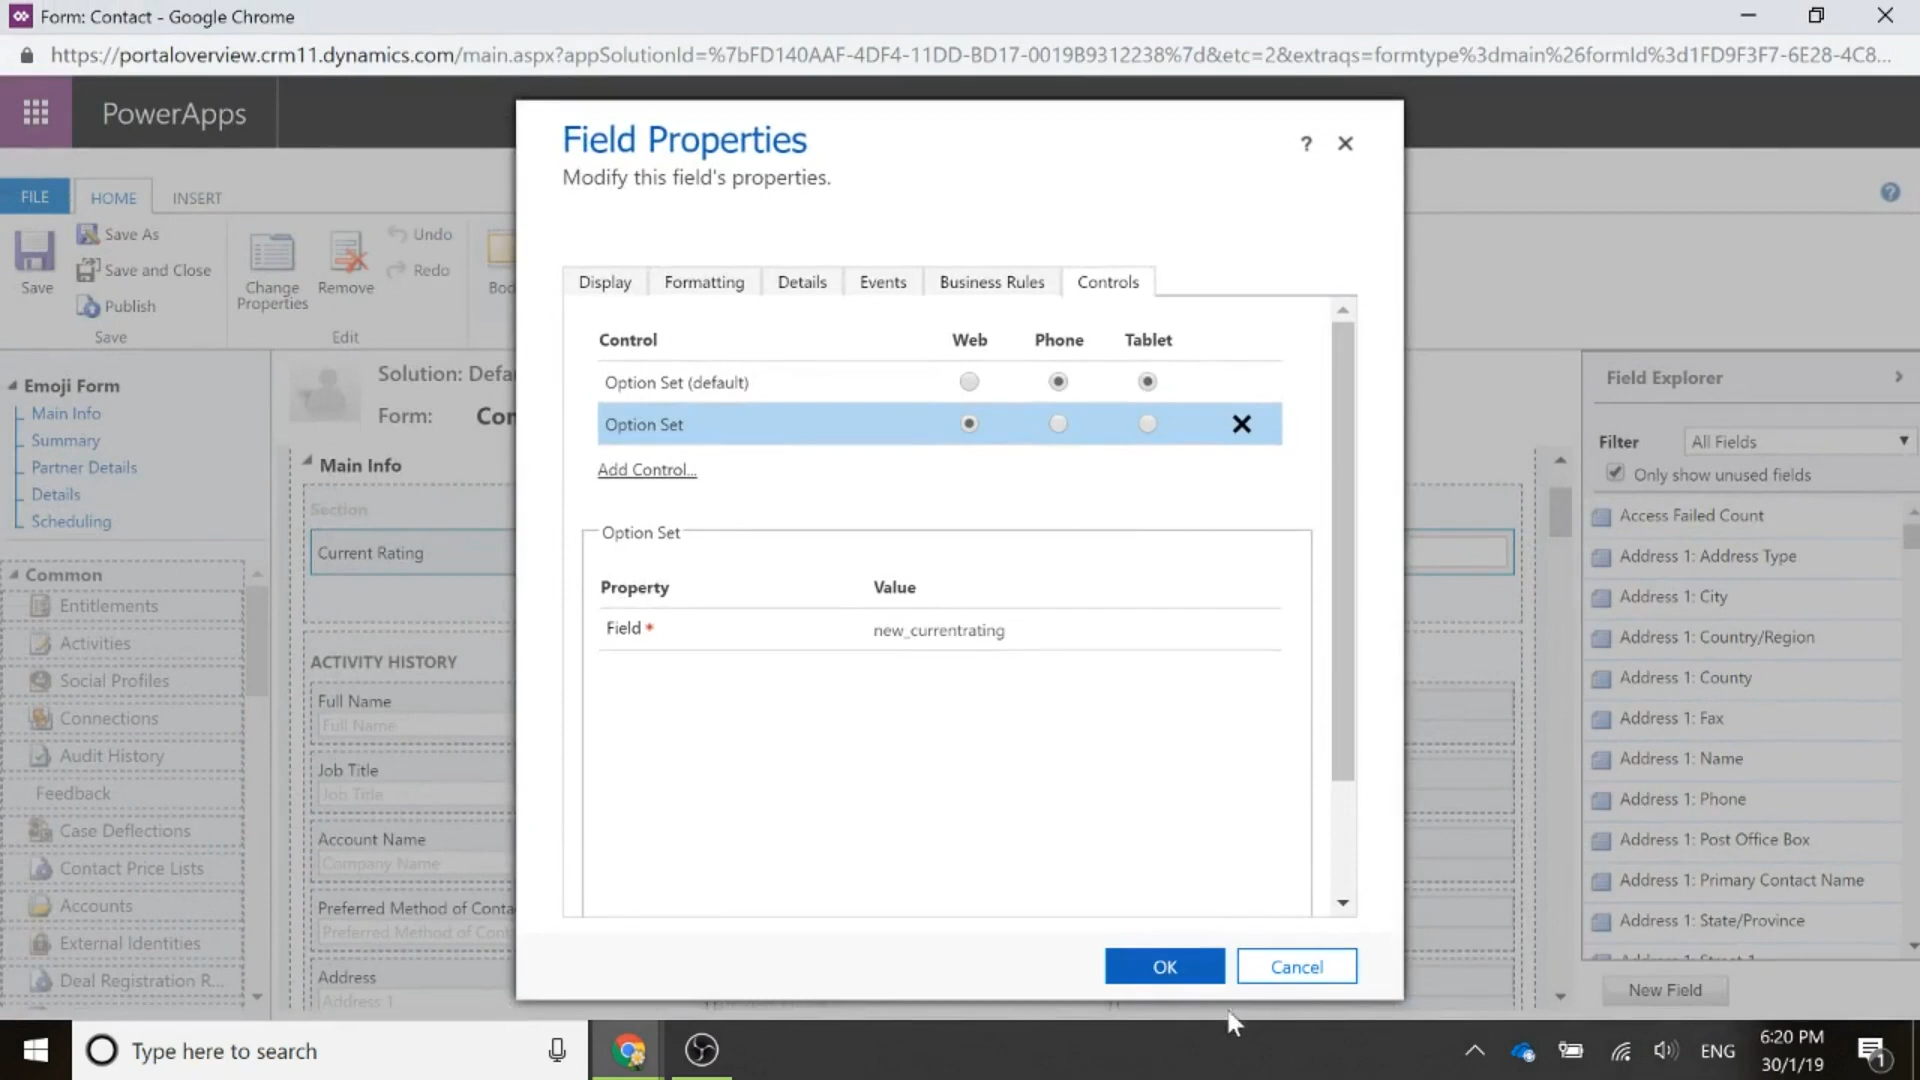 Form: Contact - Google Chrome
https://portaloverview.crm11.dynamics.com/main.aspx?appSolutionId=%7bFD140AAF-4DF4-11DD-BD17-0019B9312238%7d&etc=2&extraqs=formtype%3dmain%26formId%3d1FD9F3F7-6E28-4C8...
PowerApps
FILE
HOME
INSERT
Save
Save As
Save and Close
Publish
Save
Change Properties
Remove
Undo
Redo
Edit
Emoji Form
Main Info
Summary
Partner Details
Details
Scheduling
Common
Entitlements
Activities
Social Profiles
Connections
Audit History
Feedback
Case Deflections
Contact Price Lists
Accounts
External Identities
Deal Registration R...
Solution:
Form:
Main Info
Section
Current Rating
ACTIVITY HISTORY
Full Name
Full Name
Job Title
Job Title
Account Name
Company Name
Preferred Method of Conta
Preferred Method of Cont
Address
Address 1
Field Properties
Modify this field's properties.
?
Display
Formatting
Details
Events
Business Rules
Controls
Control Web Phone Tablet
Option Set (default)
Option Set
Add Control...
Option Set
Property Value
Field * new_currentrating
OK
Cancel
Field Explorer
Filter
All Fields
Only show unused fields
Access Failed Count
Address 1: Address Type
Address 1: City
Address 1: Country/Region
Address 1: County
Address 1: Fax
Address 1: Name
Address 1: Phone
Address 1: Post Office Box
Address 1: Primary Contact Name
Address 1: State/Province
New Field
Type here to search
ENG
6:20 PM
30/1/19
1